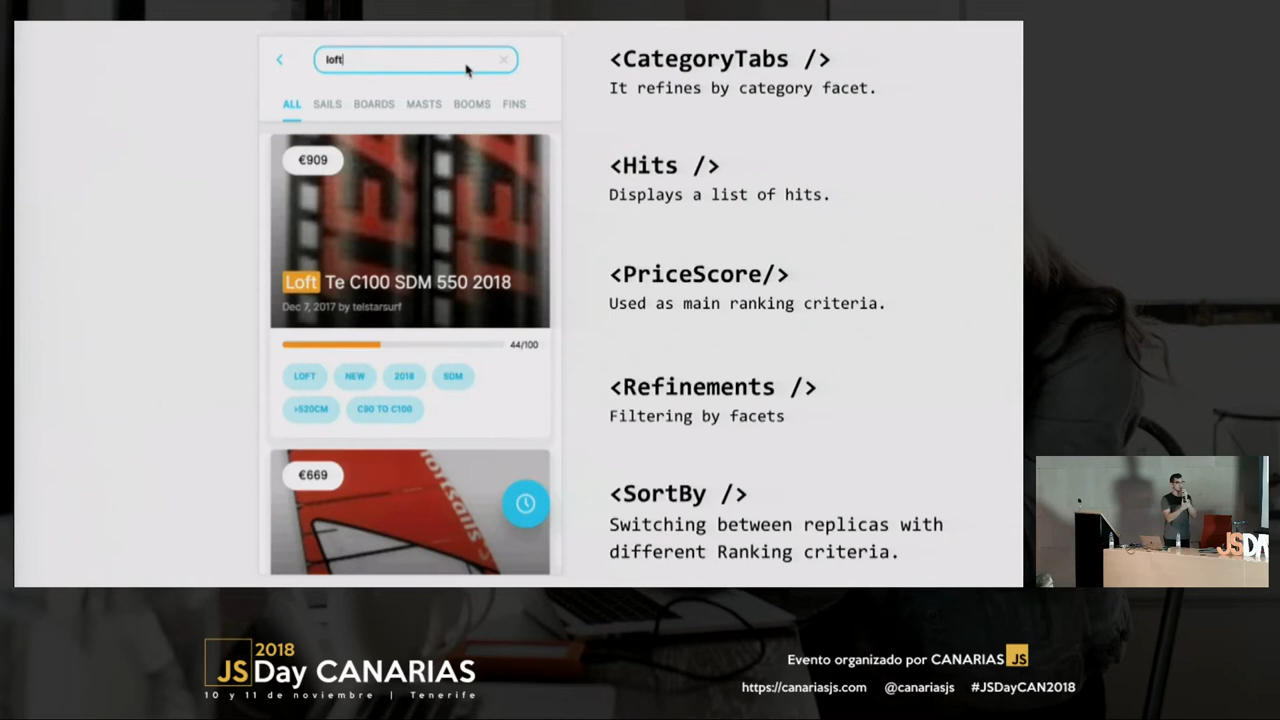 loft
ALL SAILS BOARDS MASTS BOOMS FINS
€909
Loft Te C100 SDM 550 2018
Dec 7, 2017 by telstarsurf
44/100
LOFT NEW 2018 SDM
>520CM C90 TO C100
€669
loftsails
<CategoryTabs />
It refines by category facet.
<Hits />
Displays a list of hits.
<PriceScore/>
Used as main ranking criteria.
<Refinements />
Filtering by facets
<SortBy />
Switching between replicas with
different Ranking criteria.
JSDA
2018
JSDay CANARIAS
10 y 11 de noviembre | Tenerife
Evento organizado por CANARIAS JS
https://canariasjs.com @canariasjs #JSDayCAN2018